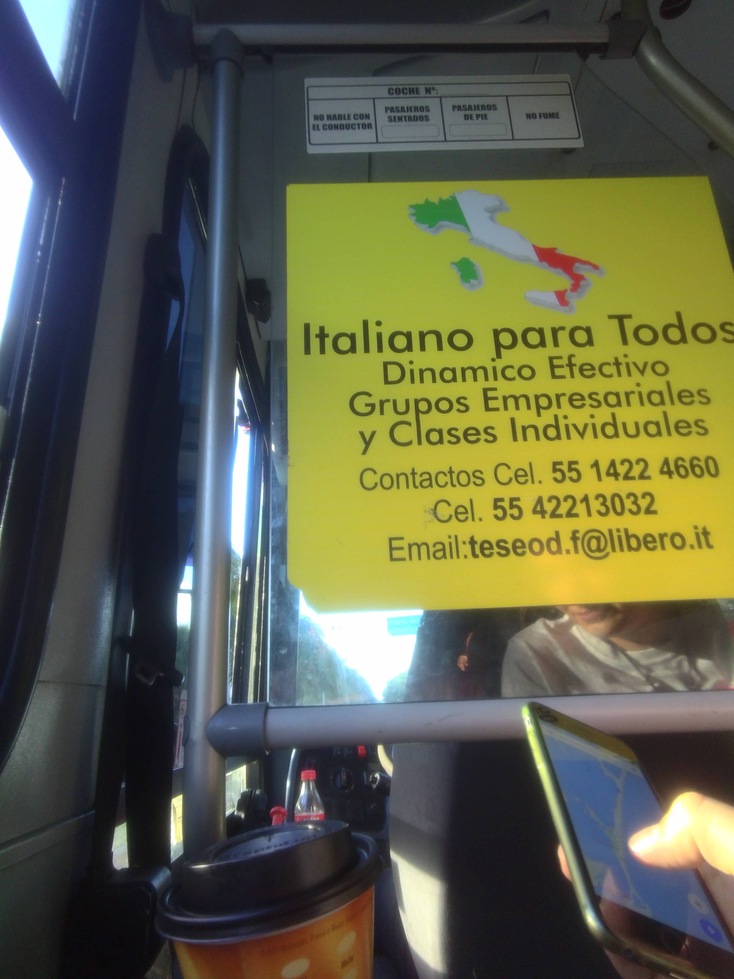 COCHE Nº:
NO HABLE CON
EL CONDUCTOR
PASAJEROS
SENTADOS
PASAJEROS
DE PIE
NO FUME
Italiano para Todos
Dinamico Efectivo
Grupos Empresariales
y Clases Individuales
Contactos Cel. 55 1422 4660
Cel. 55 42213032
Email:teseod.f@libero.it